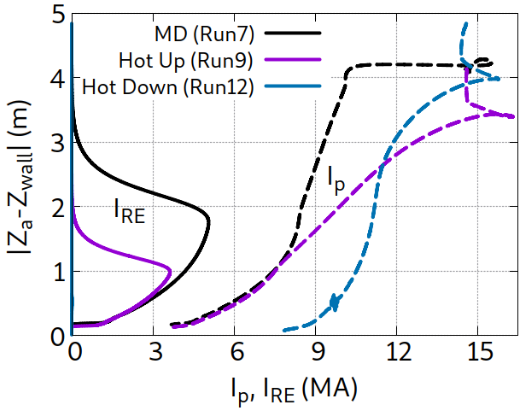 MD (Run7)
Hot Up (Run9)
Hot Down (Run12)
I_RE
I_p
|Z_a-Z_wall| (m)
5
4
3
2
1
0
0 3 6 9 12 15
I_p, I_RE (MA)